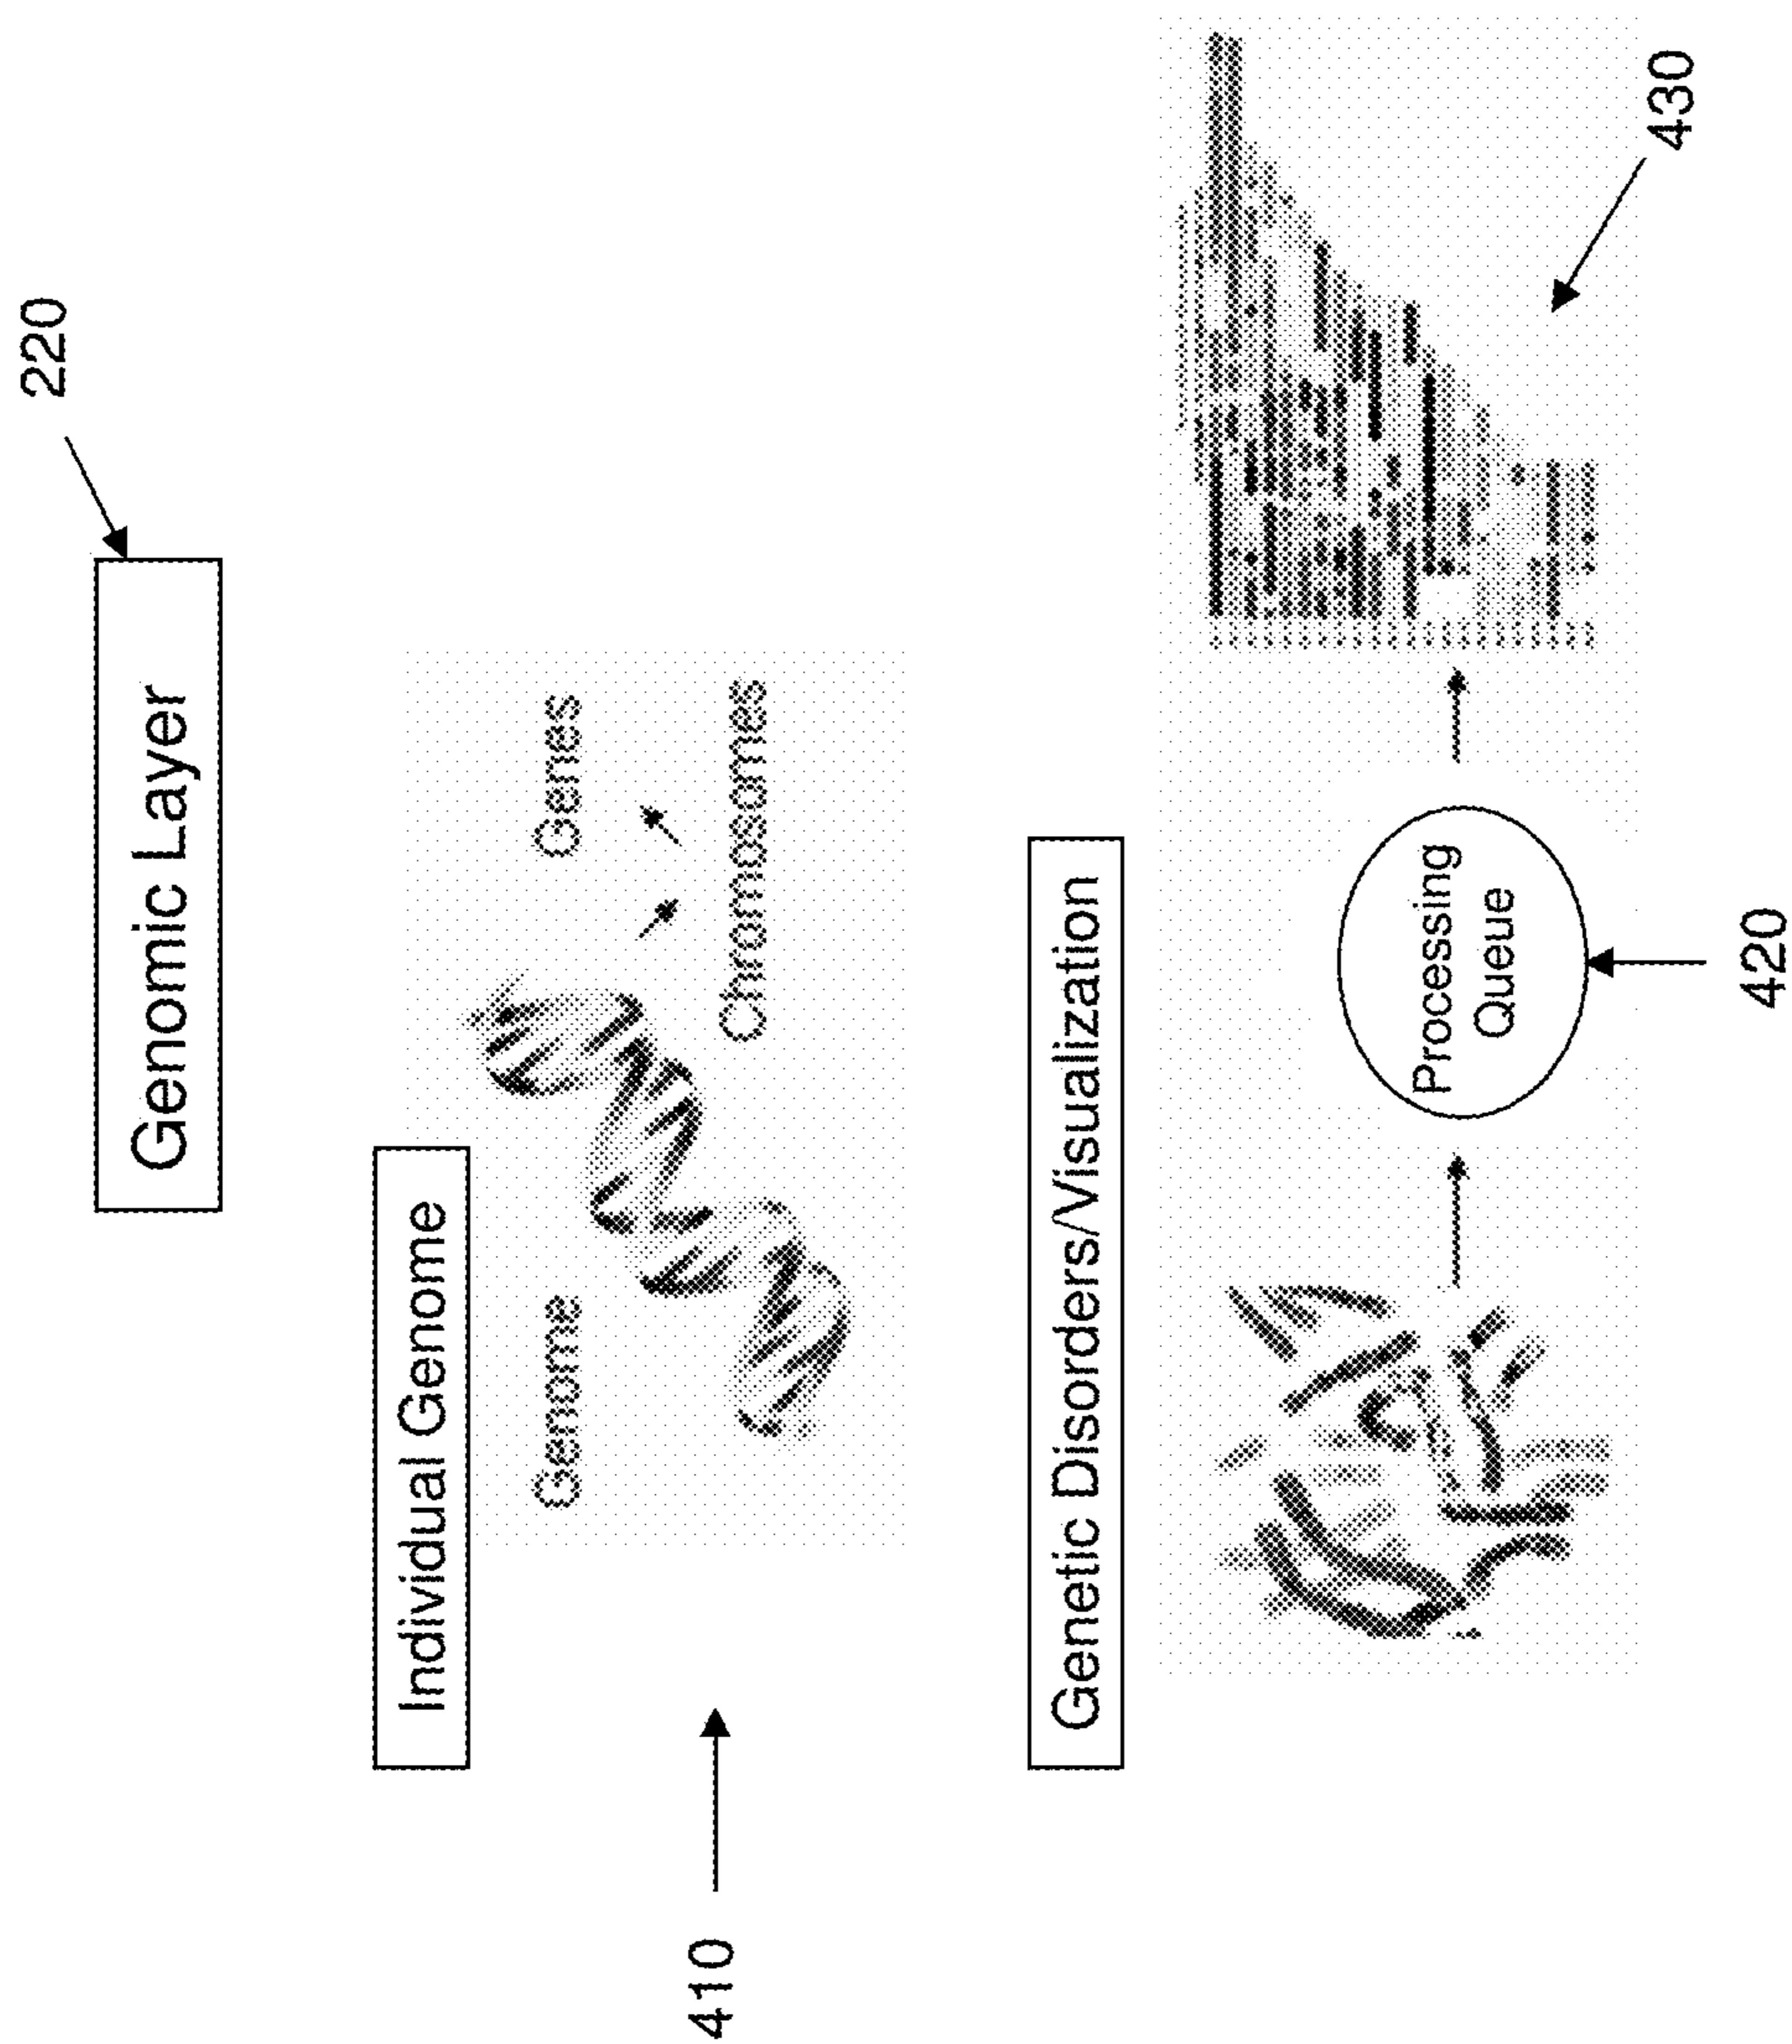 220
Genomic Layer
Individual Genome
Genome
Genes
Chromosomes
410
Genetic Disorders/Visualization
Processing
Queue
430
420